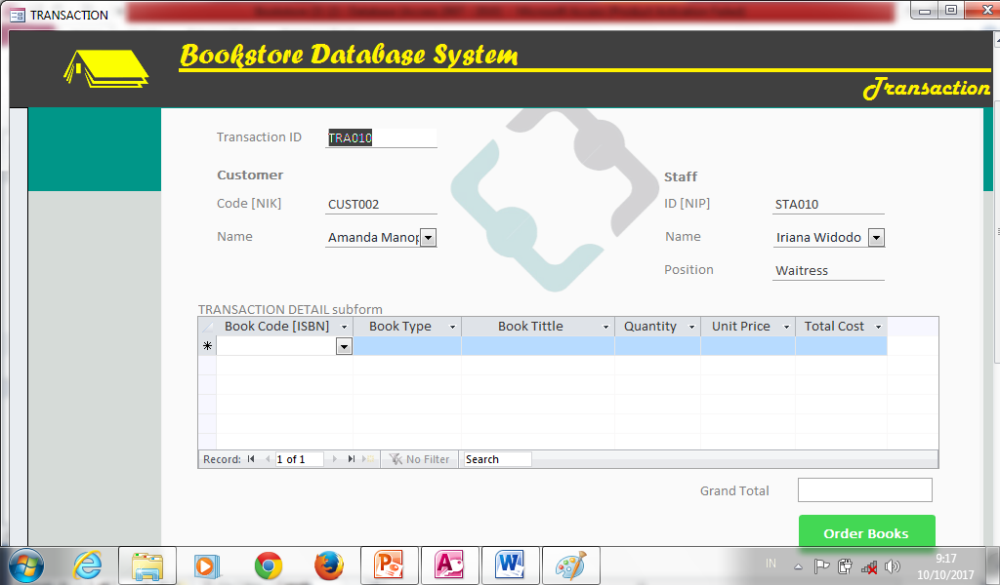 TRANSACTION
Bookstore Database System
Transaction
Transaction ID TRA010
Customer
Staff
Code [NIK] CUST002
ID [NIP] STA010
Name Amanda Manop
Name Iriana Widodo
Position Waitress
TRANSACTION DETAIL subform
Book Code [ISBN] Book Type Book Tittle Quantity Unit Price Total Cost
Record: 1 of 1 No Filter Search
Grand Total
Order Books
IN 9:17
10/10/2017